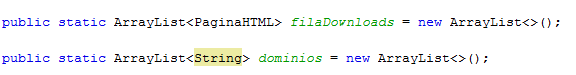 public static ArrayList<PaginaHTML> filaDownloads = new ArrayList<>();
public static ArrayList<String> dominios = new ArrayList<>();